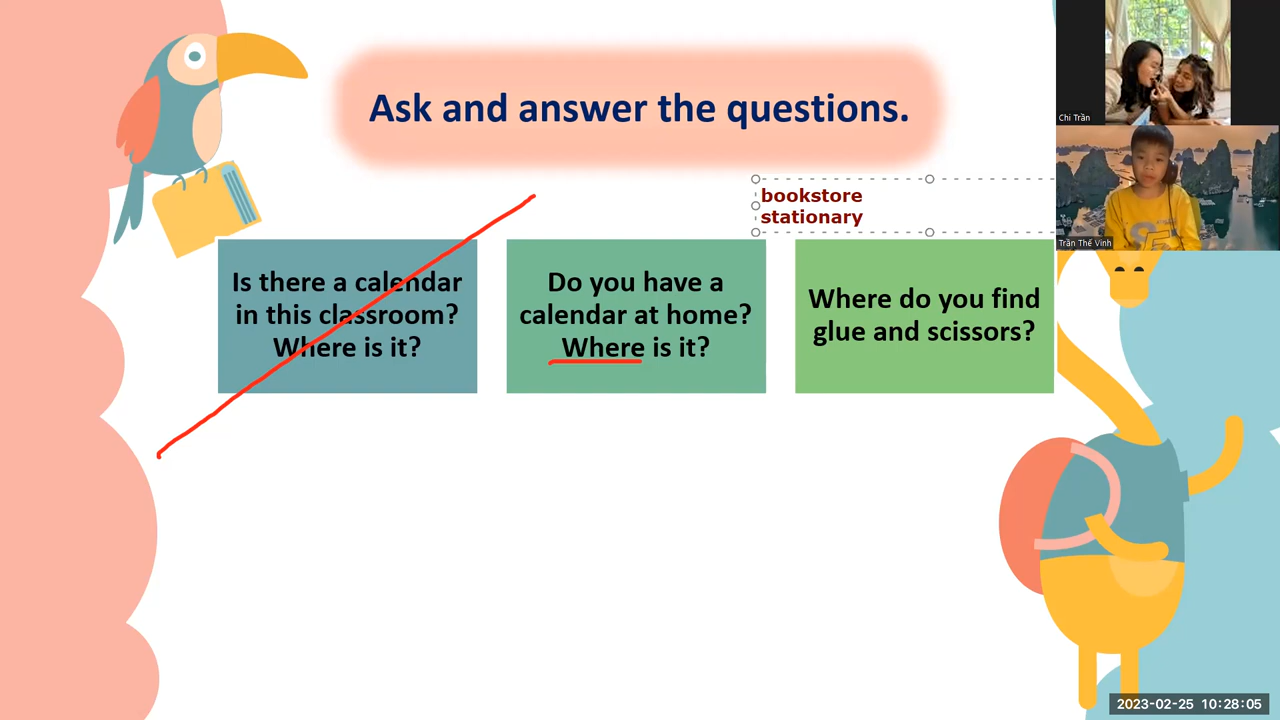 Ask and answer the questions.
bookstore
stationary
Is there a calendar
in this classroom?
Where is it?
Do you have a
calendar at home?
Where is it?
Where do you find
glue and scissors?
Chi Trần
Trần Thế Vinh
2023-02-25 10:28:05